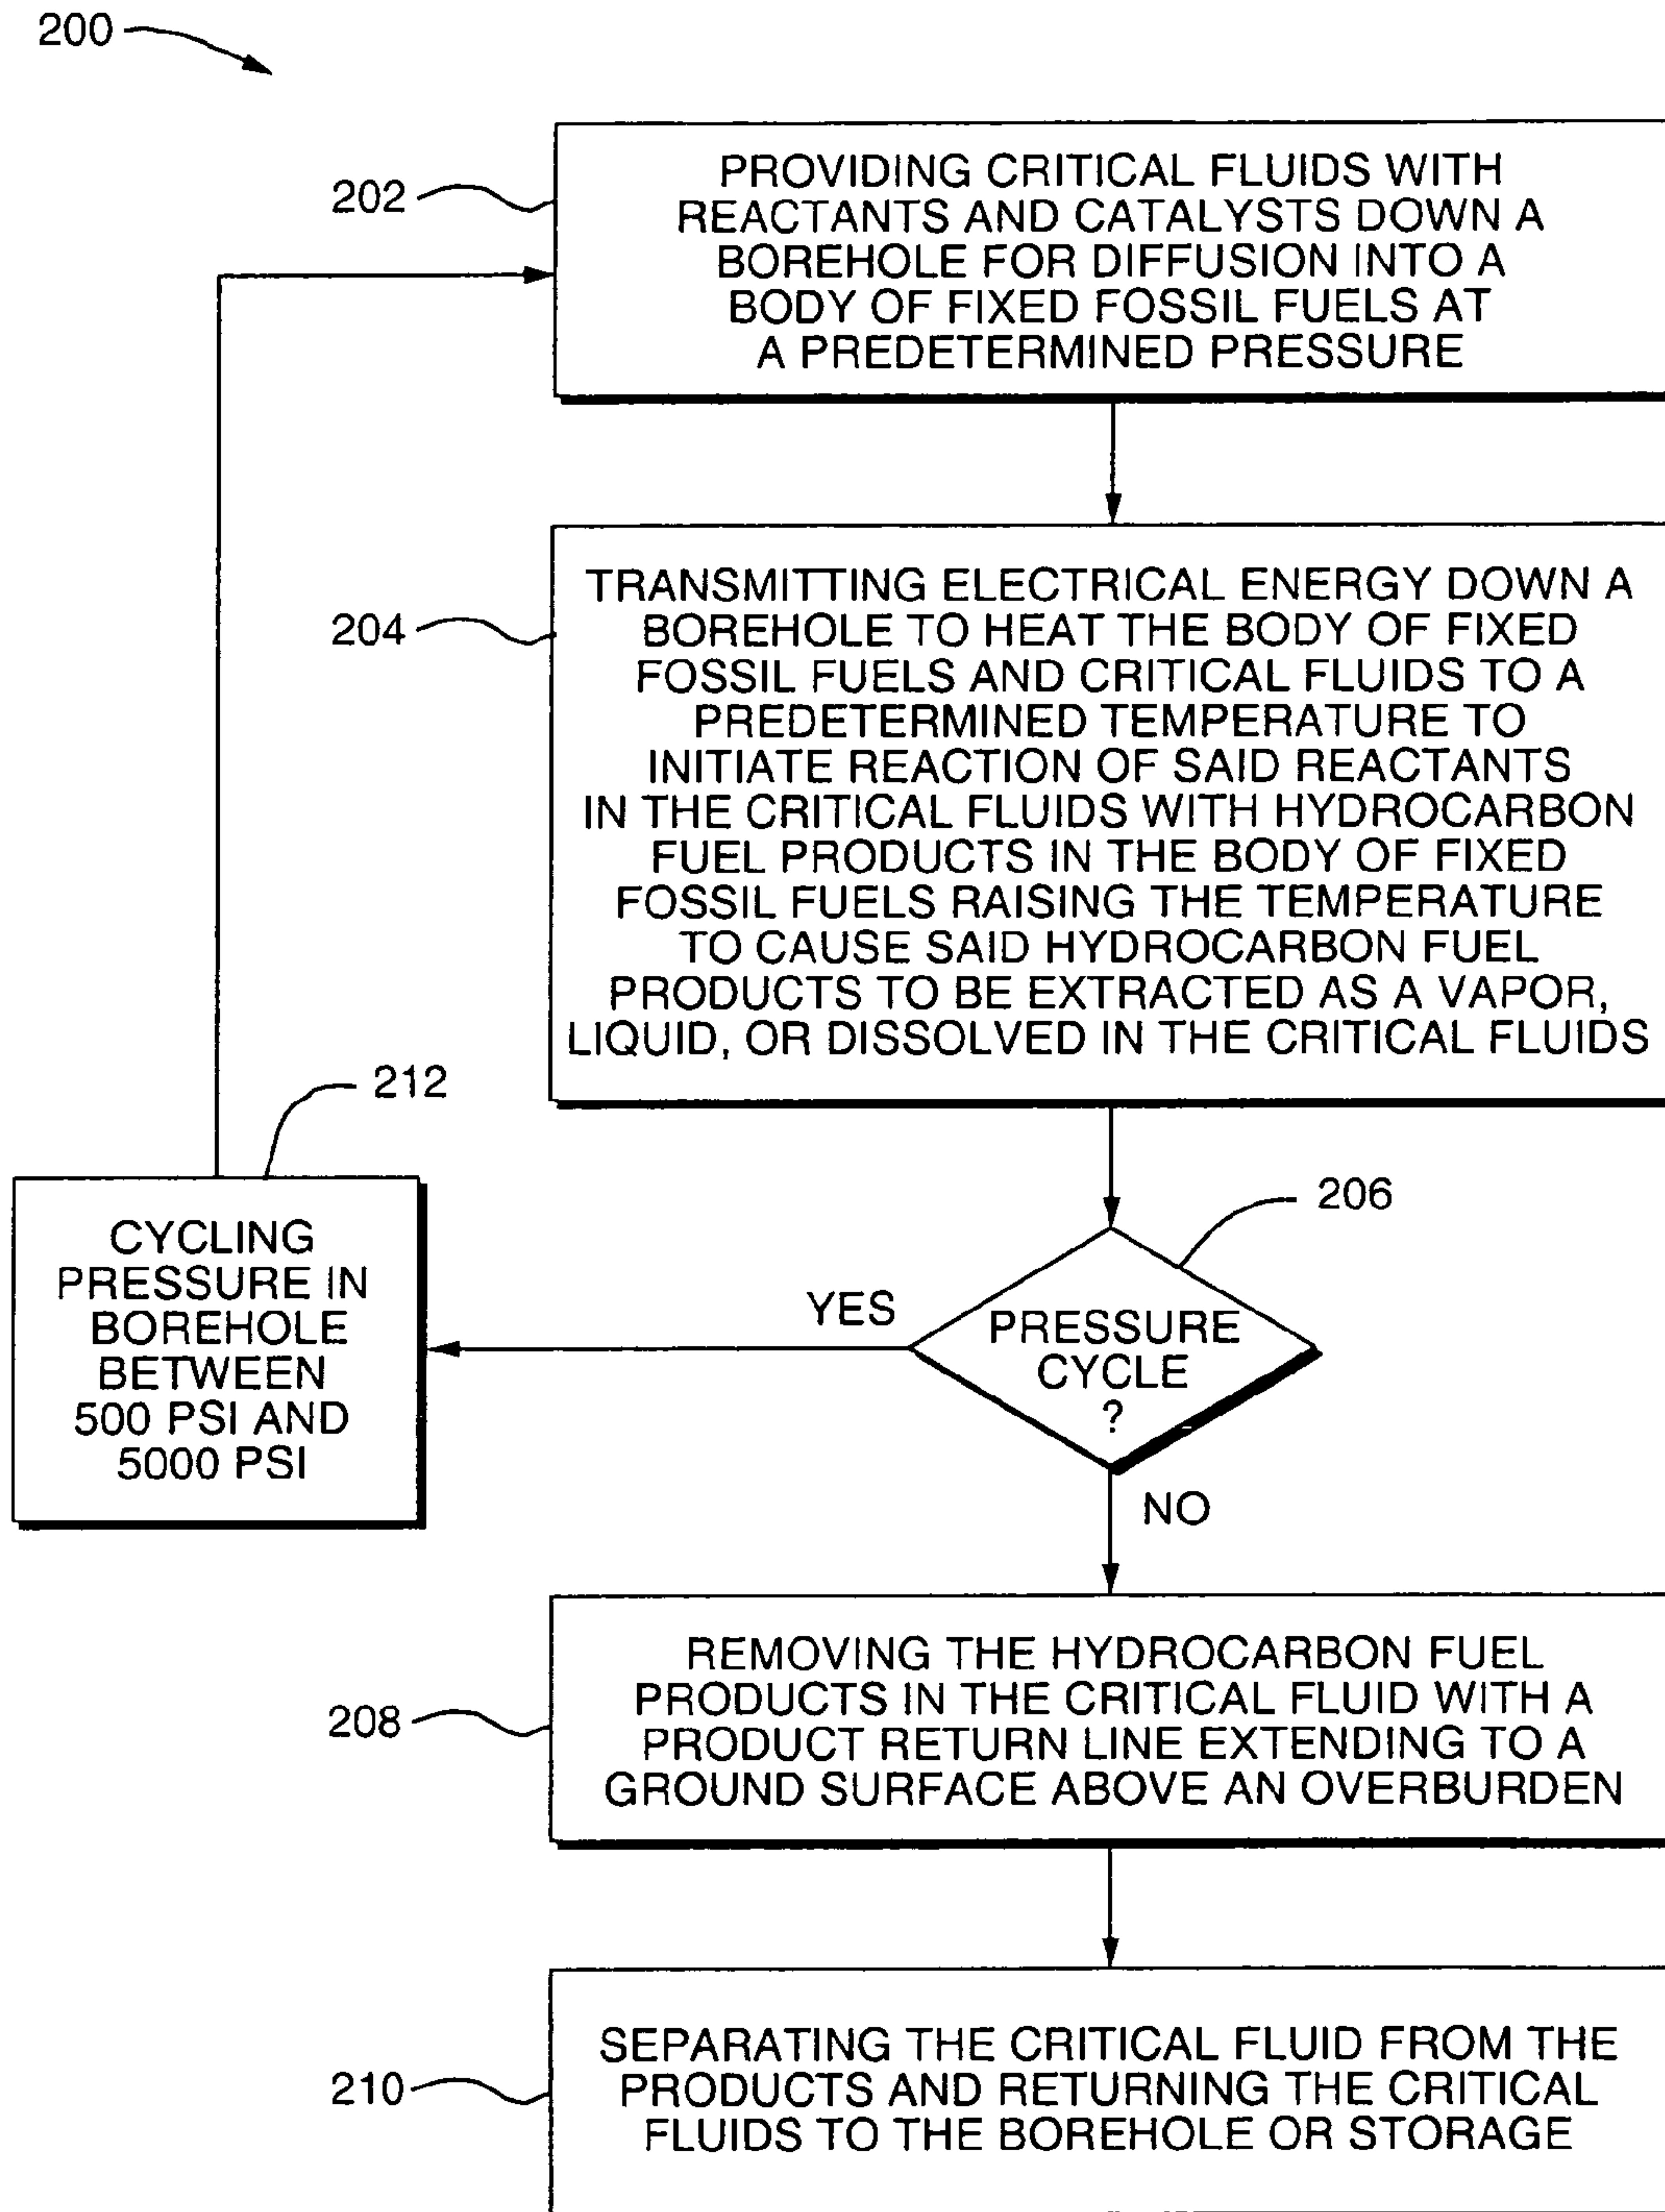 200
202
PROVIDING CRITICAL FLUIDS WITH
REACTANTS AND CATALYSTS DOWN A
BOREHOLE FOR DIFFUSION INTO A
BODY OF FIXED FOSSIL FUELS AT
A PREDETERMINED PRESSURE
204
TRANSMITTING ELECTRICAL ENERGY DOWN A
BOREHOLE TO HEAT THE BODY OF FIXED
FOSSIL FUELS AND CRITICAL FLUIDS TO A
PREDETERMINED TEMPERATURE TO
INITIATE REACTION OF SAID REACTANTS
IN THE CRITICAL FLUIDS WITH HYDROCARBON
FUEL PRODUCTS IN THE BODY OF FIXED
FOSSIL FUELS RAISING THE TEMPERATURE
TO CAUSE SAID HYDROCARBON FUEL
PRODUCTS TO BE EXTRACTED AS A VAPOR,
LIQUID, OR DISSOLVED IN THE CRITICAL FLUIDS
212
CYCLING
PRESSURE IN
BOREHOLE
BETWEEN
500 PSI AND
5000 PSI
206
YES
PRESSURE
CYCLE
?
NO
208
REMOVING THE HYDROCARBON FUEL
PRODUCTS IN THE CRITICAL FLUID WITH A
PRODUCT RETURN LINE EXTENDING TO A
GROUND SURFACE ABOVE AN OVERBURDEN
210
SEPARATING THE CRITICAL FLUID FROM THE
PRODUCTS AND RETURNING THE CRITICAL
FLUIDS TO THE BOREHOLE OR STORAGE